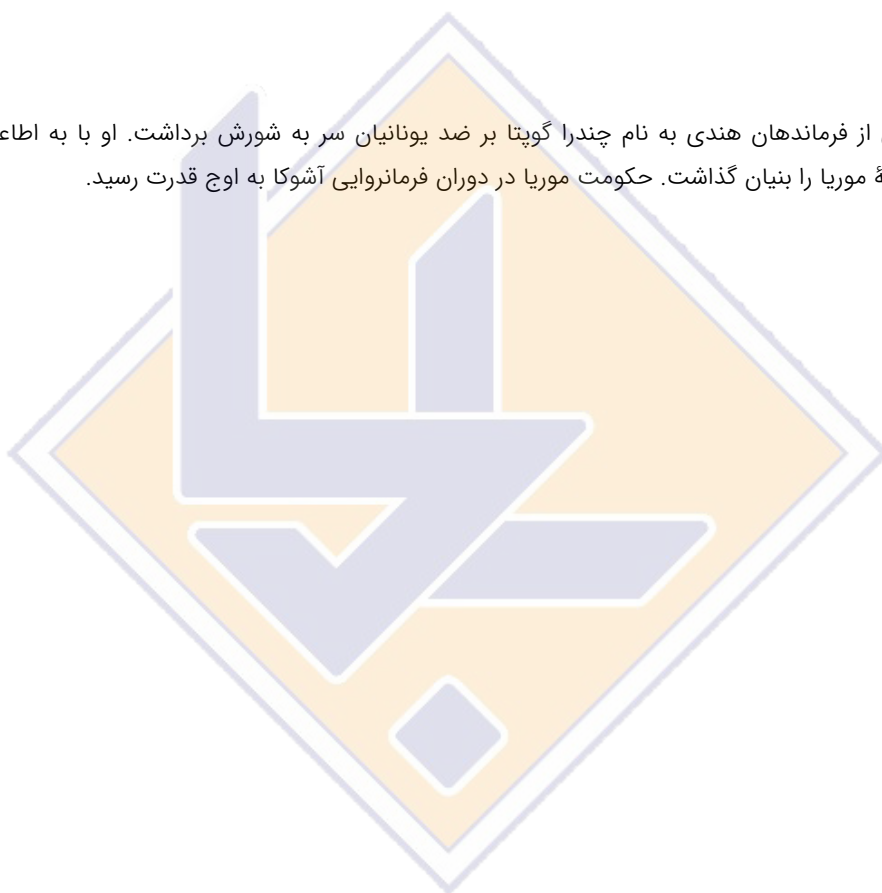 از فرماندهان هندی به نام چندرا گوپتا بر ضد یونانیان سر به شورش برداشت. او با به
موریا را بنیان گذاشت. حکومت موریا در دوران فرمانروایی آشوکا به اوج قدرت رسید.